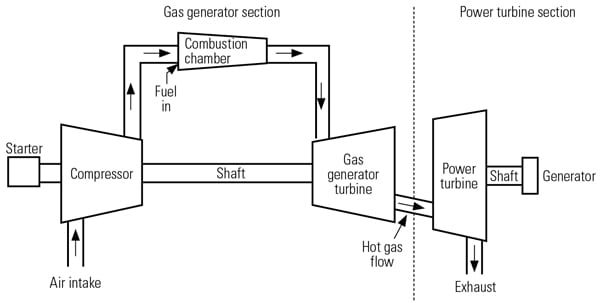 Gas generator section
Power turbine section
Combustion
chamber
Fuel
in
Starter
Compressor
Shaft
Gas
generator
turbine
Power
turbine
Shaft
Generator
Hot gas
flow
Air intake
Exhaust